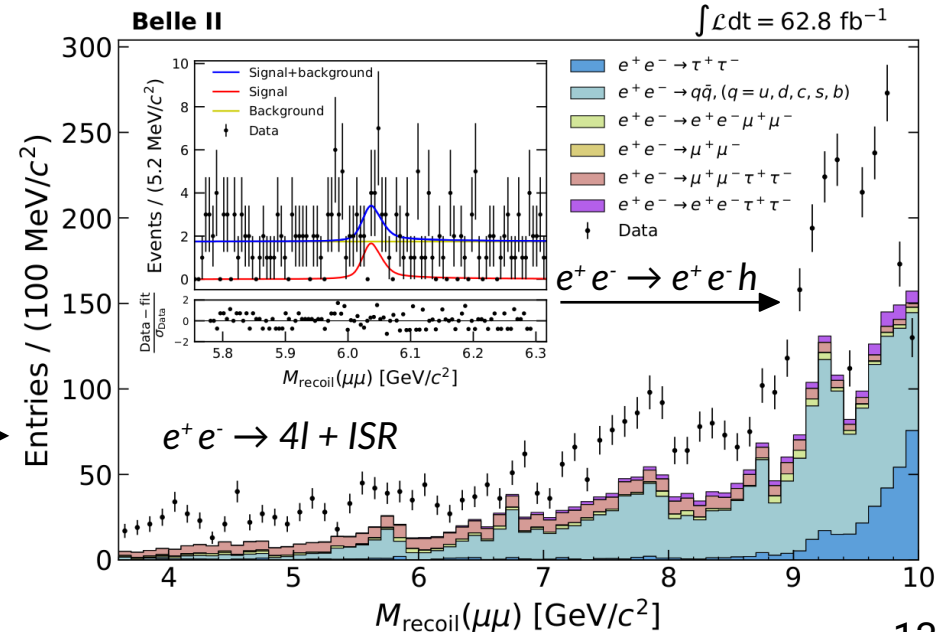 Belle II
∫ℒdt = 62.8 fb⁻¹
Entries / (100 MeV/c²)
300
250
200
150
100
50
0
Events / (5.2 MeV/c²)
10
8
6
4
2
0
Signal+background
Signal
Background
Data
Data − fit
σ_Data
2
0
−2
5.8 5.9 6.0 6.1 6.2 6.3
M_recoil(μμ) [GeV/c²]
e⁺e⁻ → τ⁺τ⁻
e⁺e⁻ → qq̄, (q = u, d, c, s, b)
e⁺e⁻ → e⁺e⁻μ⁺μ⁻
e⁺e⁻ → μ⁺μ⁻
e⁺e⁻ → μ⁺μ⁻τ⁺τ⁻
e⁺e⁻ → e⁺e⁻τ⁺τ⁻
Data
e⁺e⁻ → e⁺e⁻h
e⁺e⁻ → 4l + ISR
4 5 6 7 8 9 10
M_recoil(μμ) [GeV/c²]